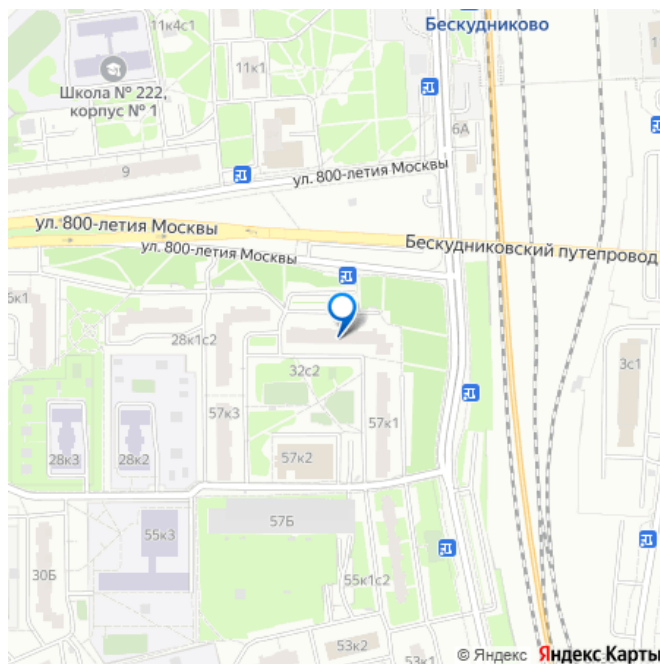 11к4с1
Бескудниково
11к1
1
Школа № 222,
корпус № 1
6А
9
ул. 800-летия Москвы
ул. 800-летия Москвы
Бескудниковский путепровод
ул. 800-летия Москвы
6к1
28к1с2
32с2
3с1
57к3
57к1
28к3
28к2
57к2
57Б
55к3
30Б
55к1с2
53к2
53к1
© Яндекс Яндекс Карты